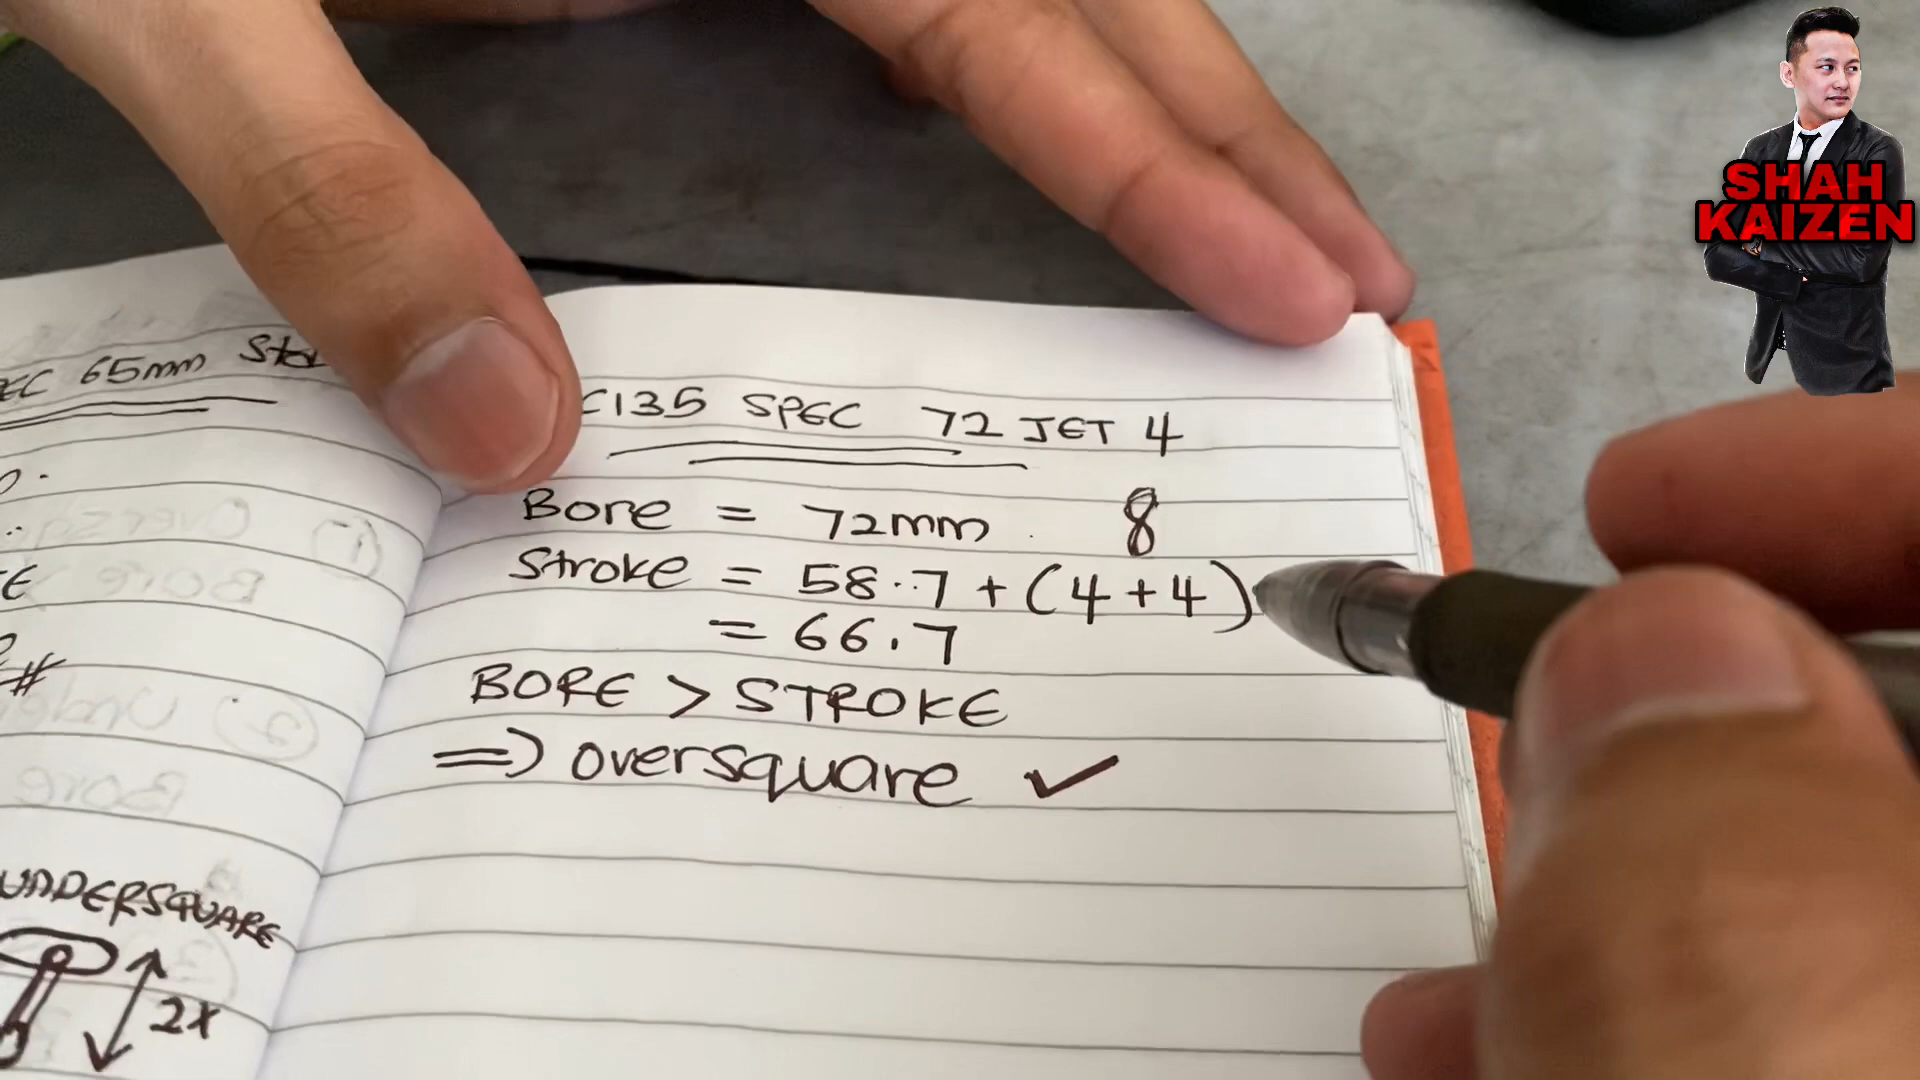 65mm
UNDERSQUARE
2x
C135 SPEC 72 JET 4
Bore = 72mm 8
Stroke = 58.7 + (4+4)
= 66.7
BORE > STROKE
=> oversquare ✓
SHAH
KAIZEN